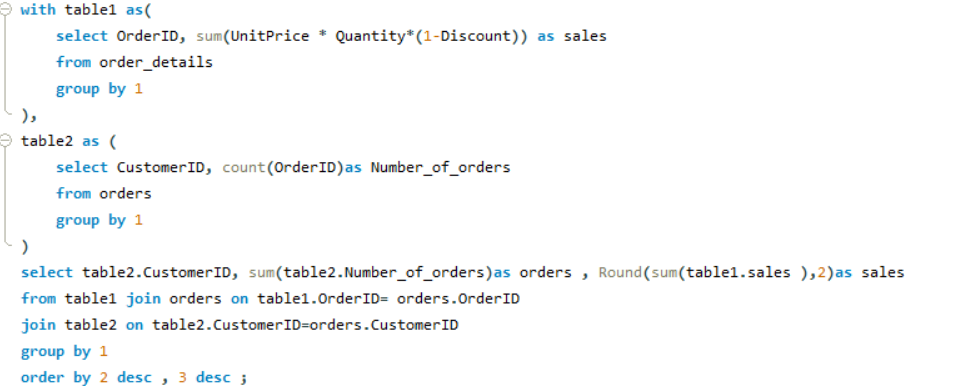 with table1 as(
select OrderID, sum(UnitPrice * Quantity*(1-Discount)) as sales
from order_details
group by 1
),
table2 as (
select CustomerID, count(OrderID)as Number_of_orders
from orders
group by 1
)
select table2.CustomerID, sum(table2.Number_of_orders)as orders , Round(sum(table1.sales ),2)as sales
from table1 join orders on table1.OrderID= orders.OrderID
join table2 on table2.CustomerID=orders.CustomerID
group by 1
order by 2 desc , 3 desc ;